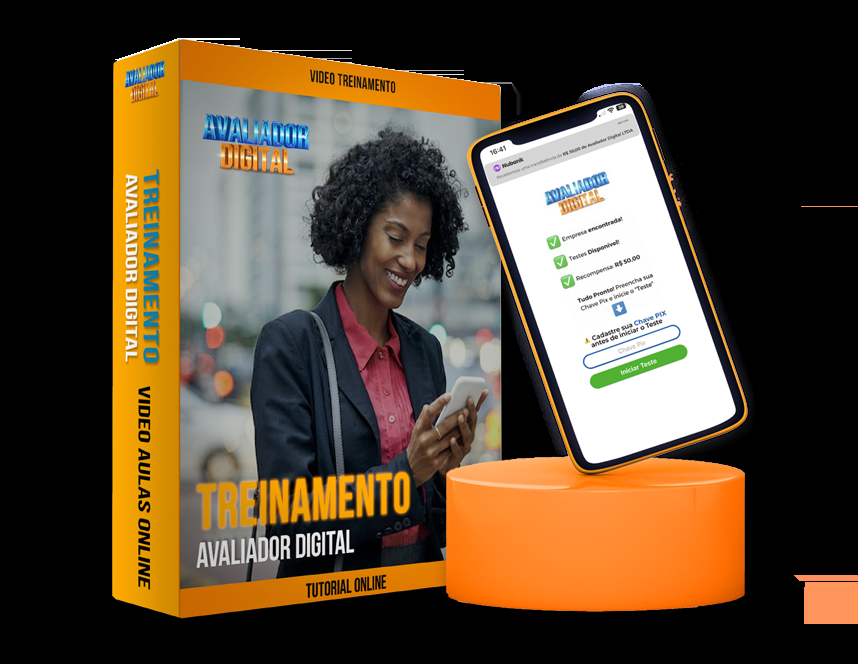 AVALIADOR
DIGITAL
TREINAMENTO
AVALIADOR DIGITAL
VIDEO AULAS ONLINE
VIDEO TREINAMENTO
AVALIADOR
DIGITAL
TREINAMENTO
AVALIADOR DIGITAL
TUTORIAL ONLINE
16:41
Nubank
Recebemos uma transferência de R$ 50,00 de Avaliador Digital LTDA
AVALIADOR
DIGITAL
Empresa encontrada!
Testes Disponível!
Recompensa: R$ 50,00
Tudo Pronto! Preencha sua
Chave Pix e inicie o "Teste"
Cadastre sua Chave PIX
antes de iniciar o Teste
Chave Pix
Iniciar Teste